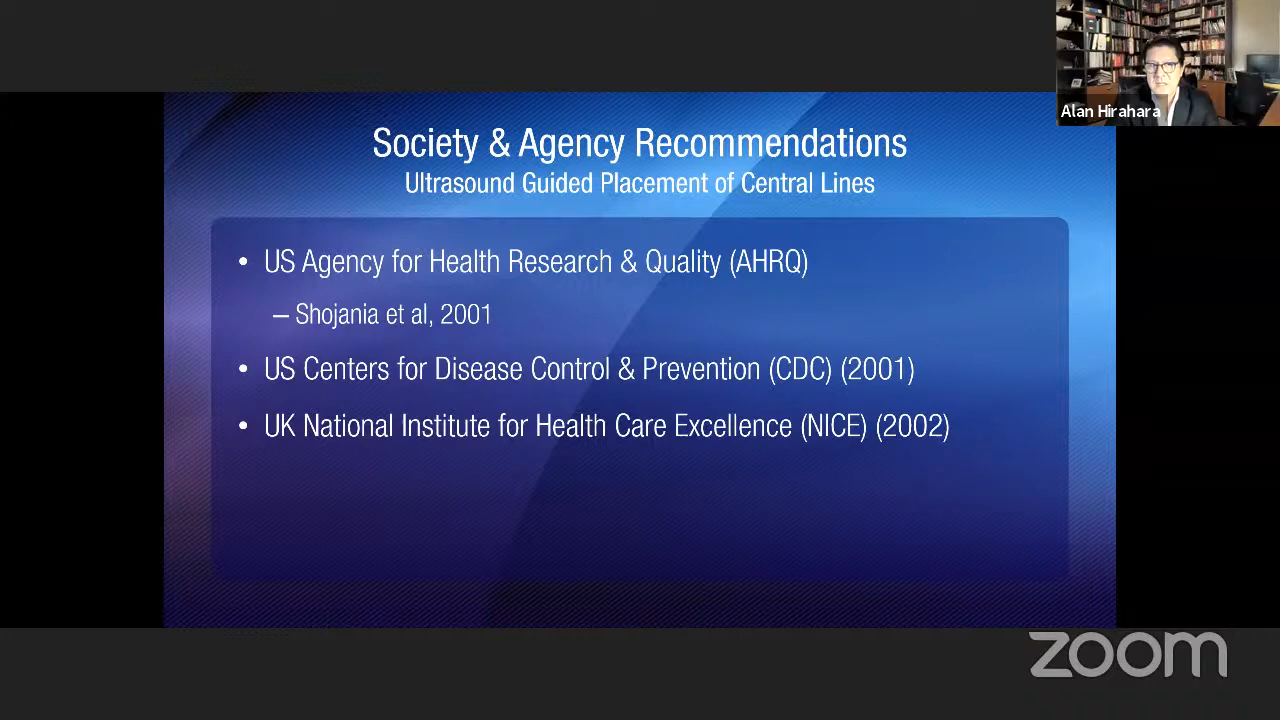 Alan Hirahara
Society & Agency Recommendations
Ultrasound Guided Placement of Central Lines
• US Agency for Health Research & Quality (AHRQ)
– Shojania et al, 2001
• US Centers for Disease Control & Prevention (CDC) (2001)
• UK National Institute for Health Care Excellence (NICE) (2002)
zoom